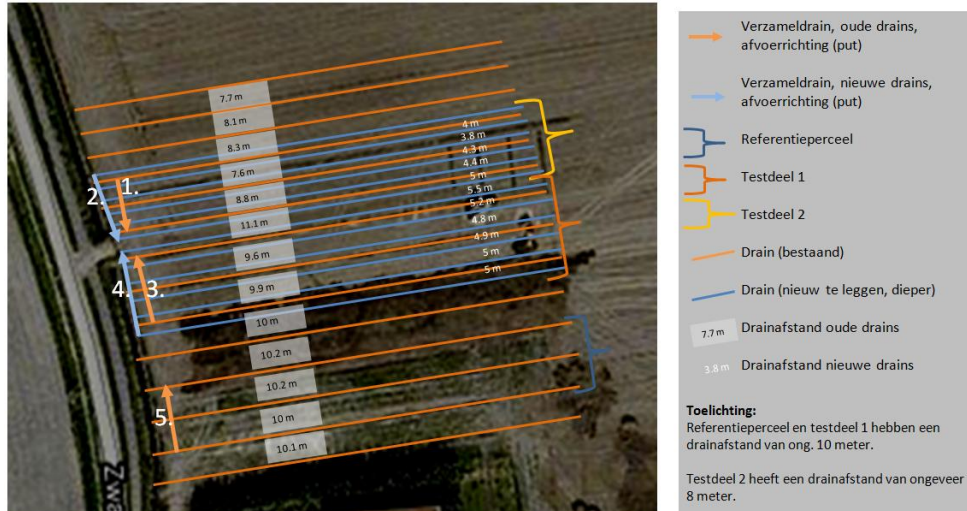 7.7 m
8.1 m
8.3 m
7.6 m
8.8 m
11.1 m
9.6 m
9.9 m
10 m
10.2 m
10.2 m
10 m
10.1 m
4 m
3.8 m
4.3 m
4.4 m
5 m
5.5 m
5.2 m
4.8 m
4.9 m
5 m
5 m
1.
2.
3.
4.
5.
Zwa
Verzameldrain, oude drains,
afvoerrichting (put)
Verzameldrain, nieuwe drains,
afvoerrichting (put)
Referentieperceel
Testdeel 1
Testdeel 2
Drain (bestaand)
Drain (nieuw te leggen, dieper)
7.7 m Drainafstand oude drains
3.8 m Drainafstand nieuwe drains
Toelichting:
Referentieperceel en testdeel 1 hebben een
drainafstand van ong. 10 meter.
Testdeel 2 heeft een drainafstand van ongeveer
8 meter.